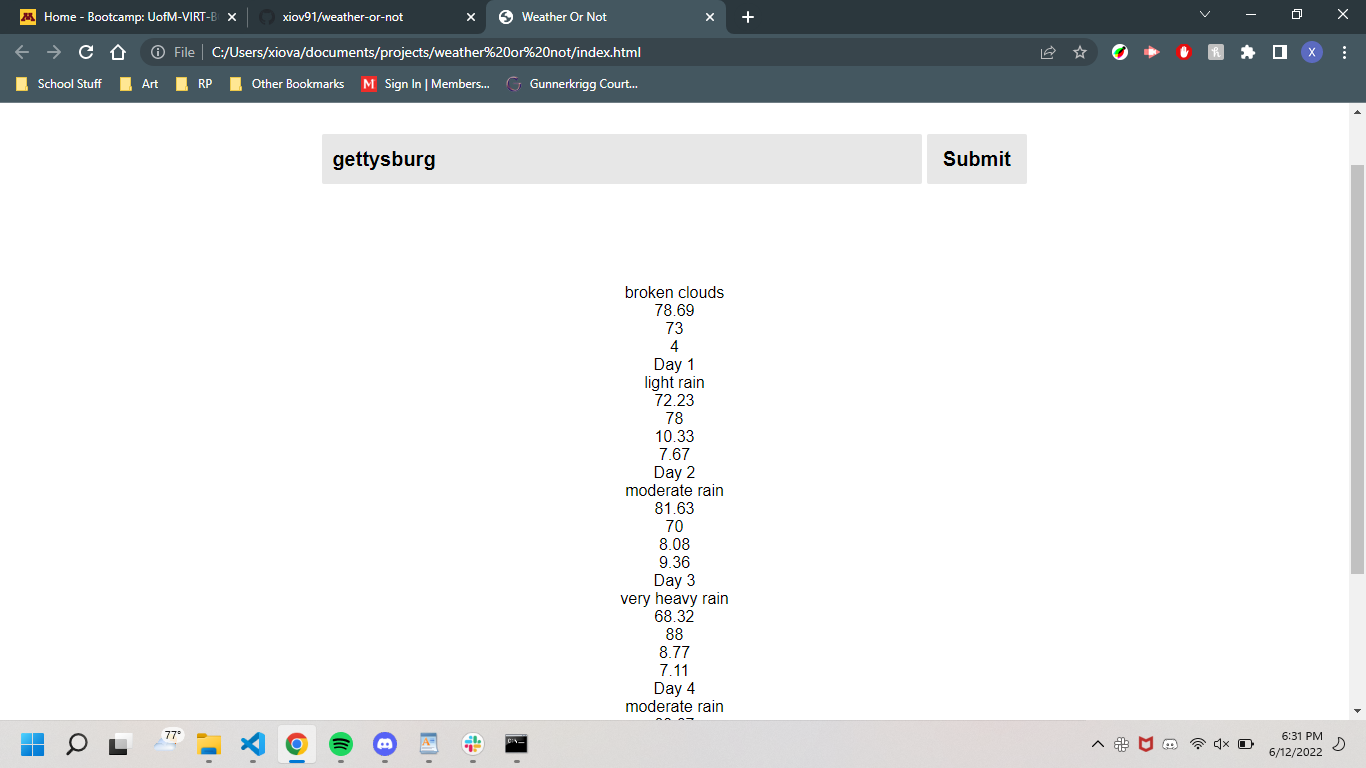 Home - Bootcamp: UofM-VIRT-B
xiov91/weather-or-not
Weather Or Not
File
C:/Users/xiova/documents/projects/weather%20or%20not/index.html
X
School Stuff
Art
RP
Other Bookmarks
M
Sign In | Members...
Gunnerkrigg Court...
gettysburg
Submit
broken clouds
78.69
73
4
Day 1
light rain
72.23
78
10.33
7.67
Day 2
moderate rain
81.63
70
8.08
9.36
Day 3
very heavy rain
68.32
88
8.77
7.11
Day 4
moderate rain
77°
6:31 PM
6/12/2022